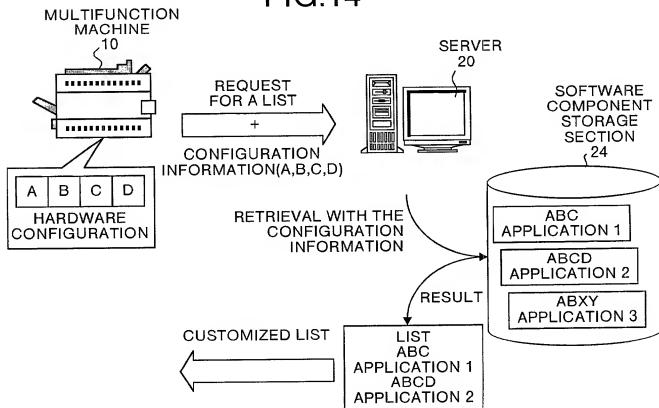 FIG.14
MULTIFUNCTION
MACHINE
10
REQUEST
FOR A LIST
+
CONFIGURATION
INFORMATION(A,B,C,D)
SERVER
20
SOFTWARE
COMPONENT
STORAGE
SECTION
24
A B C D
HARDWARE
CONFIGURATION
RETRIEVAL WITH THE
CONFIGURATION
INFORMATION
ABC
APPLICATION 1
ABCD
APPLICATION 2
ABXY
APPLICATION 3
RESULT
CUSTOMIZED LIST
LIST
ABC
APPLICATION 1
ABCD
APPLICATION 2